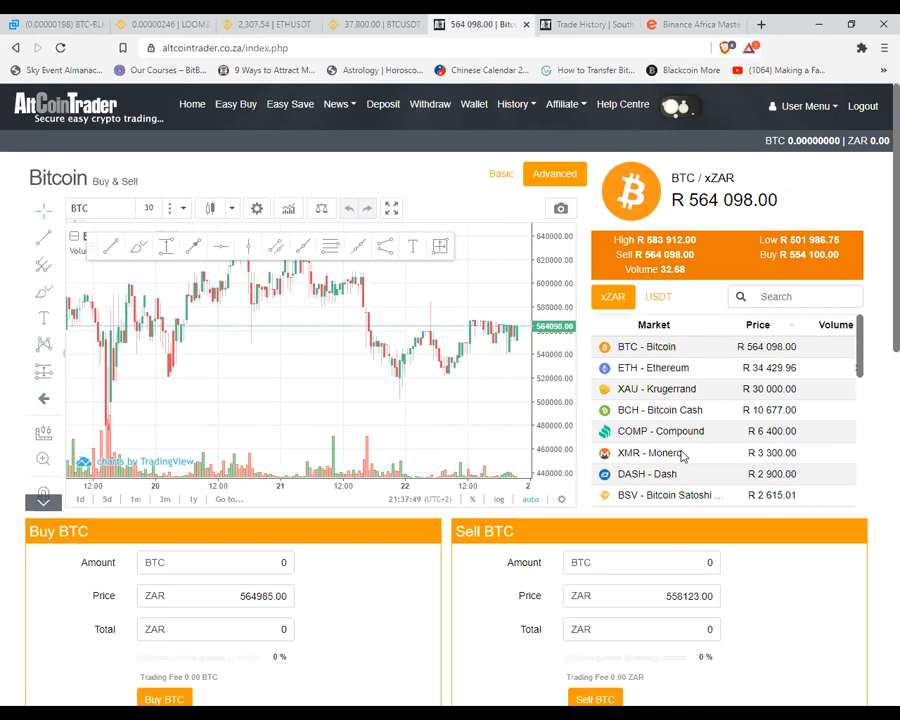 (0.00000198) BTC-BL
0.00000246 | LOOM
2,307.54 | ETHUSDT
37,800.00 | BTCUSDT
564 098.00 | Bitc
Trade History | South
Binance Africa Maste
altcointrader.co.za/index.php
Sky Event Almanac...
Our Courses – BitB...
9 Ways to Attract M...
Astrology | Horosco...
Chinese Calendar 2...
How to Transfer Bit...
Blackcoin More
(1064) Making a Fa...
AltCoinTrader
Secure easy crypto trading...
Home Easy Buy Easy Save News Deposit Withdraw Wallet History Affiliate Help Centre
User Menu Logout
BTC 0.00000000 | ZAR 0.00
Bitcoin Buy & Sell
Basic Advanced
BTC 30
Volu
640000.00
620000.00
600000.00
580000.00
564098.00
540000.00
520000.00
500000.00
480000.00
460000.00
440000.00
charts by TradingView
12:00 20 12:00 21 12:00 22 12:00 2
1d 5d 1m 3m 1y Go to...
21:37:49 (UTC+2) % log auto
BTC / xZAR
R 564 098.00
High R 583 912.00 Low R 501 986.75
Sell R 564 098.00 Buy R 554 100.00
Volume 32.68
xZAR USDT Search
Market Price Volume
BTC - Bitcoin R 564 098.00
ETH - Ethereum R 34 429.96
XAU - Krugerrand R 30 000.00
BCH - Bitcoin Cash R 10 677.00
COMP - Compound R 6 400.00
XMR - Monero R 3 300.00
DASH - Dash R 2 900.00
BSV - Bitcoin Satoshi ... R 2 615.01
Buy BTC
Amount BTC 0
Price ZAR 564985.00
Total ZAR 0
0 %
Trading Fee 0.00 BTC
Buy BTC
Sell BTC
Amount BTC 0
Price ZAR 558123.00
Total ZAR 0
0 %
Trading Fee 0.00 ZAR
Sell BTC